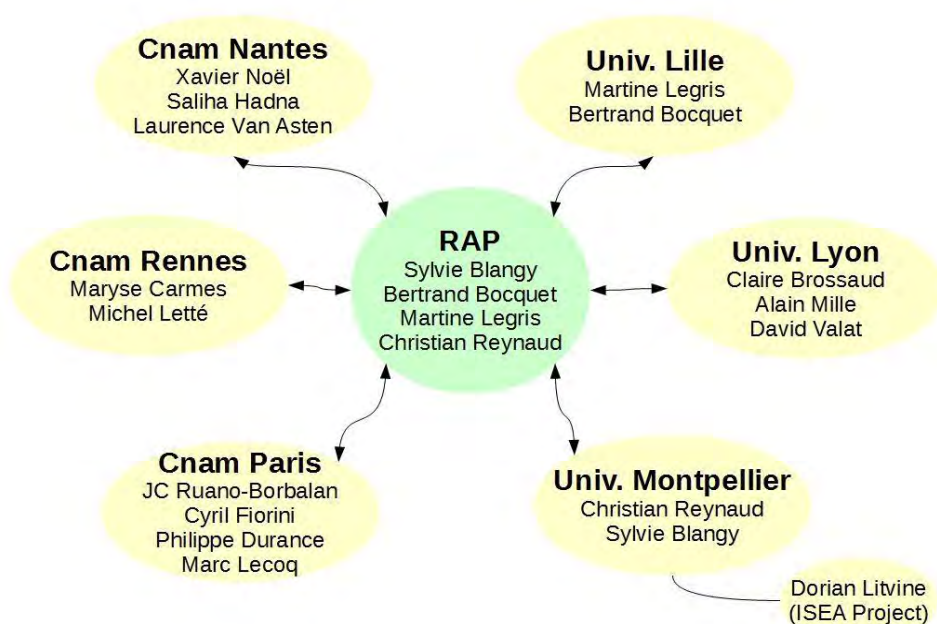 Cnam Nantes
Xavier Noël
Saliha Hadna
Laurence Van Asten
Univ. Lille
Martine Legris
Bertrand Bocquet
Cnam Rennes
Maryse Carmes
Michel Letté
RAP
Sylvie Blangy
Bertrand Bocquet
Martine Legris
Christian Reynaud
Univ. Lyon
Claire Brossaud
Alain Mille
David Valat
Cnam Paris
JC Ruano-Borbalan
Cyril Fiorini
Philippe Durance
Marc Lecoq
Univ. Montpellier
Christian Reynaud
Sylvie Blangy
Dorian Litvine
(ISEA Project)